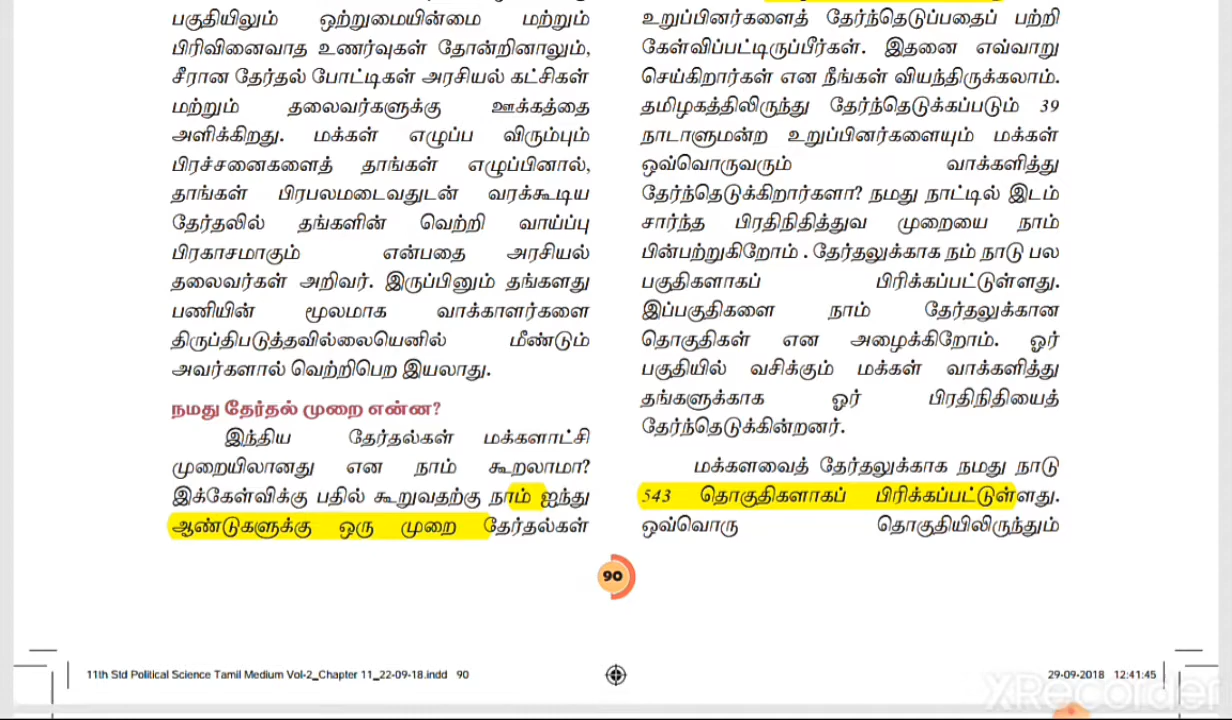 பகுதியிலும் ஒற்றுமையின்மை மற்றும்
பிரிவினைவாத உணர்வுகள் தோன்றினாலும்,
சீரான தேர்தல் போட்டிகள் அரசியல் கட்சிகள்
மற்றும் தலைவர்களுக்கு ஊக்கத்தை
அளிக்கிறது. மக்கள் எழுப்ப விரும்பும்
பிரச்சனைகளைத் தாங்கள் எழுப்பினால்,
தாங்கள் பிரபலமடைவதுடன் வரக்கூடிய
தேர்தலில் தங்களின் வெற்றி வாய்ப்பு
பிரகாசமாகும் என்பதை அரசியல்
தலைவர்கள் அறிவர். இருப்பினும் தங்களது
பணியின் மூலமாக வாக்காளர்களை
திருப்திபடுத்தவில்லையெனில் மீண்டும்
அவர்களால் வெற்றிபெற இயலாது.
நமது தேர்தல் முறை என்ன?
இந்திய தேர்தல்கள் மக்களாட்சி
முறையிலானது என நாம் கூறலாமா?
இக்கேள்விக்கு பதில் கூறுவதற்கு நாம் ஐந்து
ஆண்டுகளுக்கு ஒரு முறை தேர்தல்கள்
உறுப்பினர்களைத் தேர்ந்தெடுப்பதைப் பற்றி
கேள்விப்பட்டிருப்பீர்கள். இதனை எவ்வாறு
செய்கிறார்கள் என நீங்கள் வியந்திருக்கலாம்.
தமிழகத்திலிருந்து தேர்ந்தெடுக்கப்படும் 39
நாடாளுமன்ற உறுப்பினர்களையும் மக்கள்
ஒவ்வொருவரும் வாக்களித்து
தேர்ந்தெடுக்கிறார்களா? நமது நாட்டில் இடம்
சார்ந்த பிரதிநிதித்துவ முறையை நாம்
பின்பற்றுகிறோம் . தேர்தலுக்காக நம் நாடு பல
பகுதிகளாகப் பிரிக்கப்பட்டுள்ளது.
இப்பகுதிகளை நாம் தேர்தலுக்கான
தொகுதிகள் என அழைக்கிறோம். ஓர்
பகுதியில் வசிக்கும் மக்கள் வாக்களித்து
தங்களுக்காக ஓர் பிரதிநிதியைத்
தேர்ந்தெடுக்கின்றனர்.
மக்களவைத் தேர்தலுக்காக நமது நாடு
543 தொகுதிகளாகப் பிரிக்கப்பட்டுள்ளது.
ஒவ்வொரு தொகுதியிலிருந்தும்
90
11th Std Political Science Tamil Medium Vol-2_Chapter 11_22-09-18.indd 90
29-09-2018 12:41:45
XRecorder